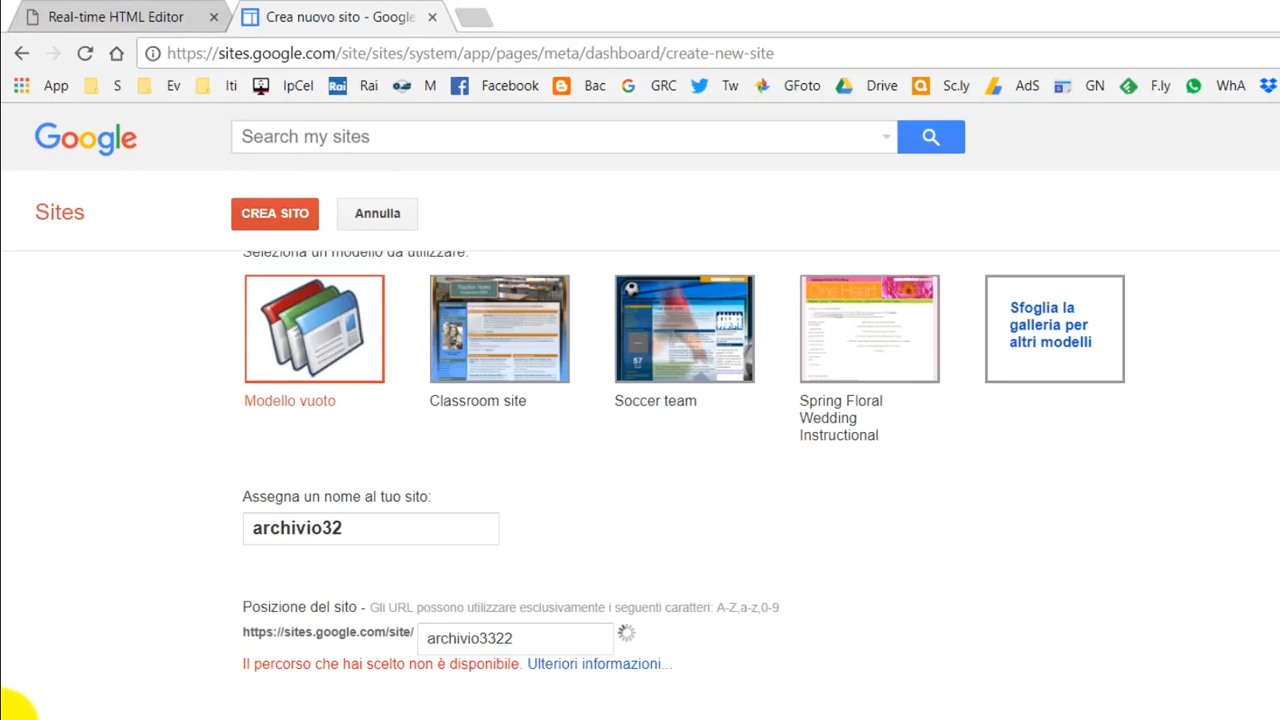 Real-time HTML Editor
Crea nuovo sito - Google
https://sites.google.com/site/sites/system/app/pages/meta/dashboard/create-new-site
App S Ev Iti IpCel Rai Rai M Facebook Bac GRC Tw GFoto Drive Sc.ly AdS GN F.ly WhA
Google
Search my sites
Sites
CREA SITO
Annulla
Seleziona un modello da utilizzare:
Sfoglia la
galleria per
altri modelli
Modello vuoto
Classroom site
Soccer team
Spring Floral
Wedding
Instructional
Assegna un nome al tuo sito:
archivio32
Posizione del sito - Gli URL possono utilizzare esclusivamente i seguenti caratteri: A-Z,a-z,0-9
https://sites.google.com/site/ archivio3322
Il percorso che hai scelto non è disponibile. Ulteriori informazioni...